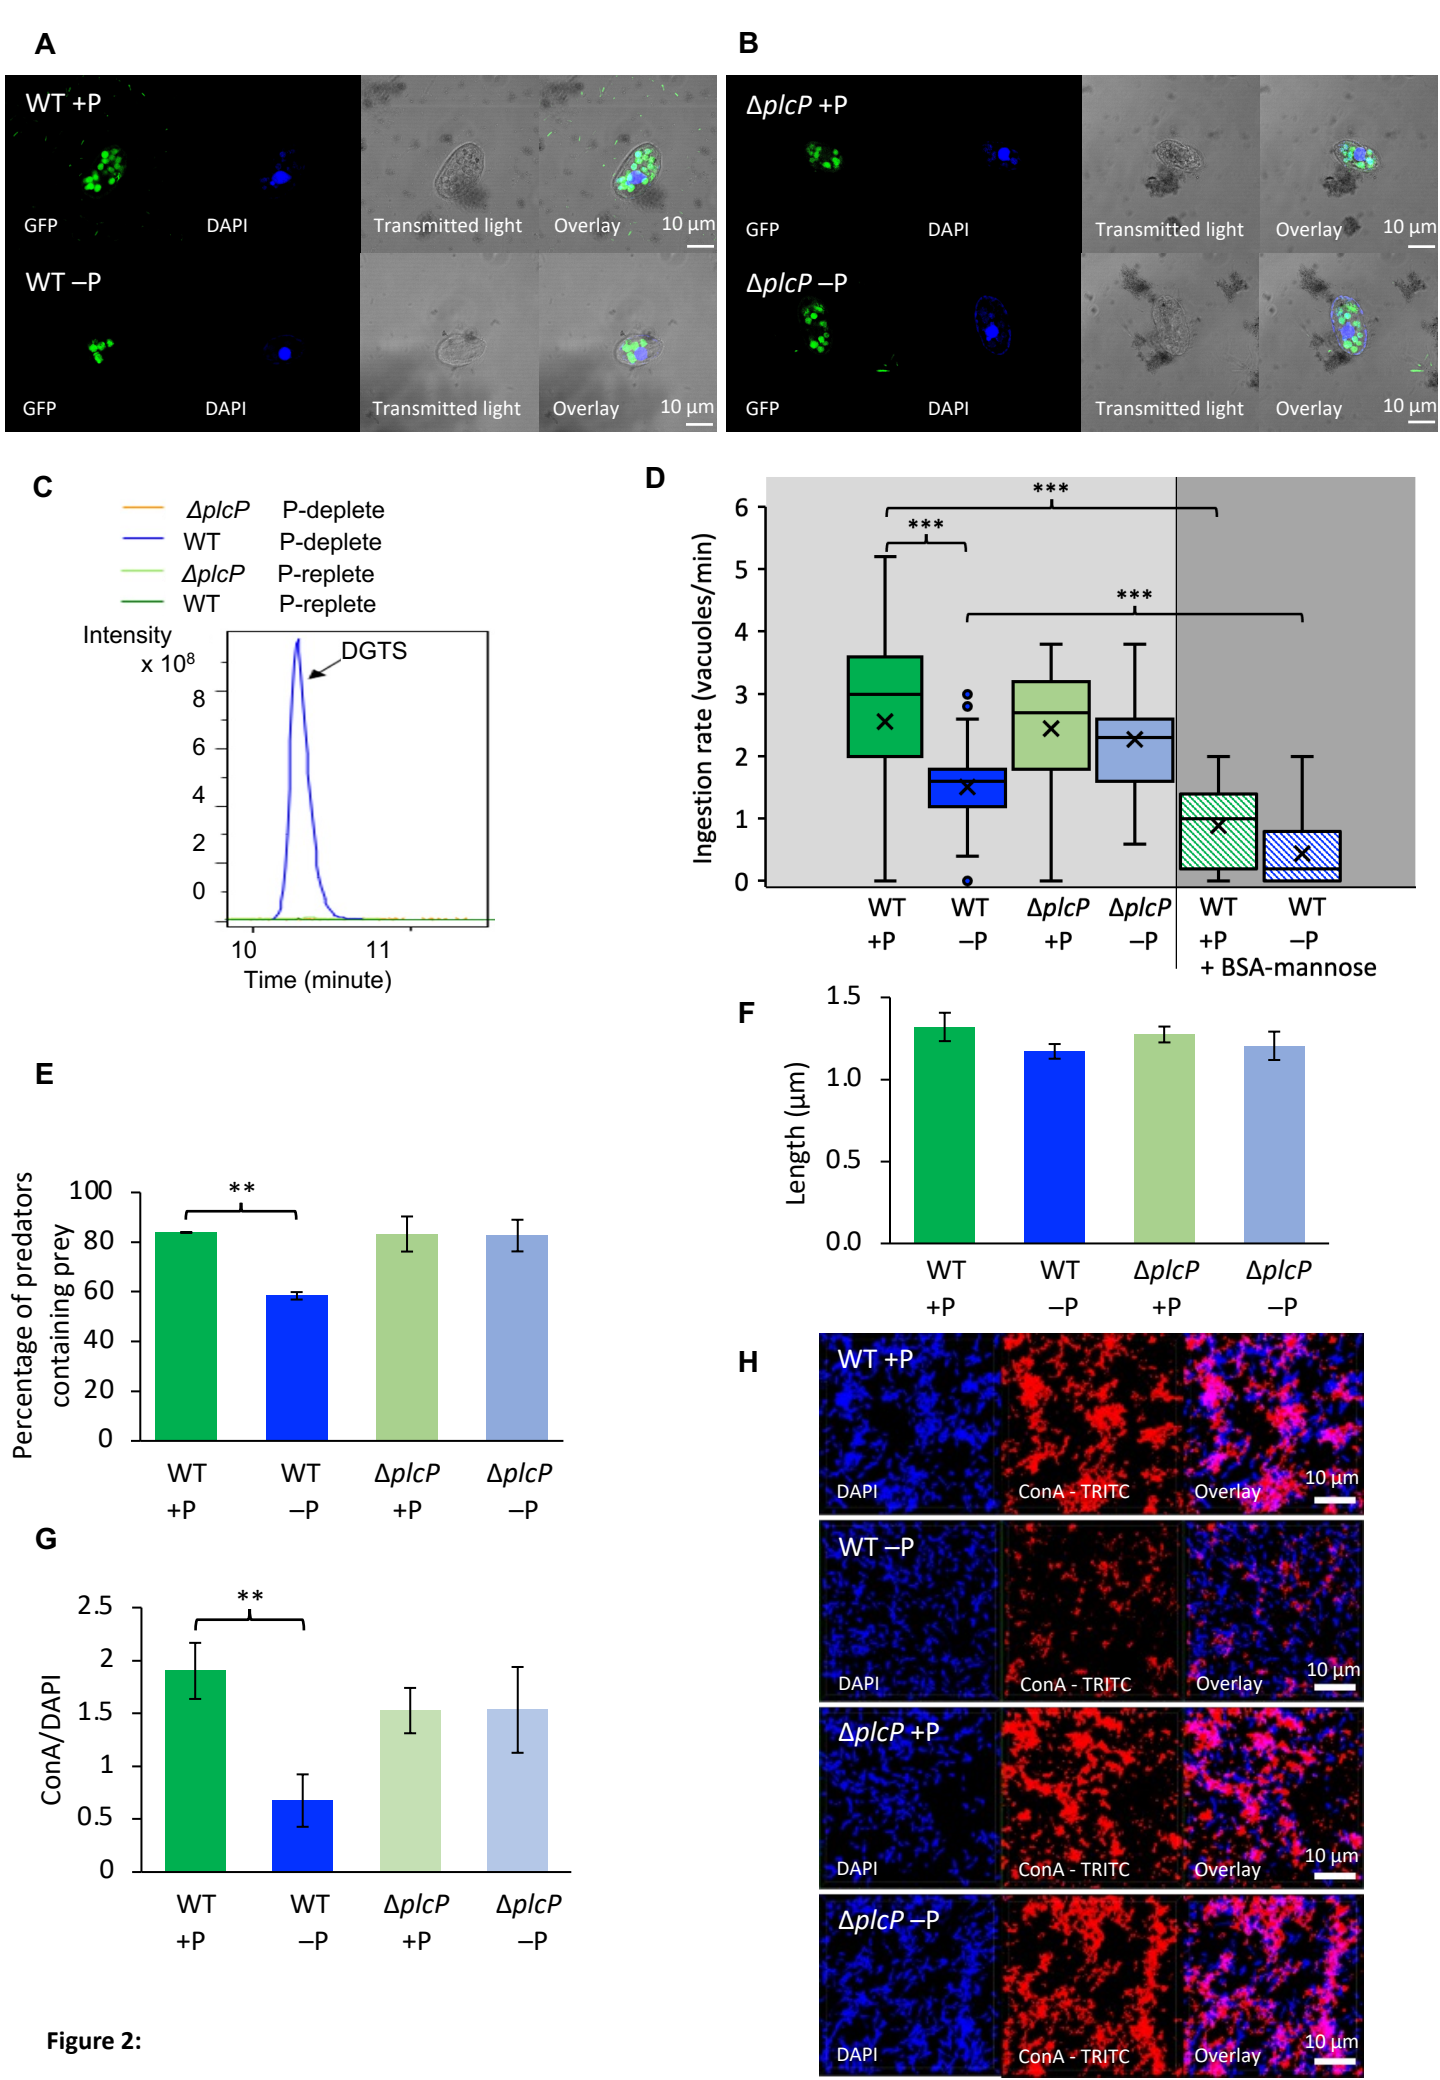 A
WT +P
GFP
DAPI
Transmitted light
Overlay
10 µm
WT –P
GFP
DAPI
Transmitted light
Overlay
10 µm
B
ΔplcP +P
GFP
DAPI
Transmitted light
Overlay
10 µm
ΔplcP –P
GFP
DAPI
Transmitted light
Overlay
10 µm
C
ΔplcP P-deplete
WT P-deplete
ΔplcP P-replete
WT P-replete
Intensity
x 10⁸
DGTS
8
6
4
2
0
10 11
Time (minute)
D
***
***
***
Ingestion rate (vacuoles/min)
6
5
4
3
2
1
0
WT WT ΔplcP ΔplcP WT WT
+P –P +P –P +P –P
+ BSA-mannose
E
**
Percentage of predators
containing prey
100
80
60
40
20
0
WT WT ΔplcP ΔplcP
+P –P +P –P
F
Length (µm)
1.5
1.0
0.5
0.0
WT WT ΔplcP ΔplcP
+P –P +P –P
G
**
ConA/DAPI
2.5
2
1.5
1
0.5
0
WT WT ΔplcP ΔplcP
+P –P +P –P
H
WT +P
DAPI
ConA - TRITC
Overlay
10 µm
WT –P
DAPI
ConA - TRITC
Overlay
10 µm
ΔplcP +P
DAPI
ConA - TRITC
Overlay
10 µm
ΔplcP –P
DAPI
ConA - TRITC
Overlay
10 µm
Figure 2: